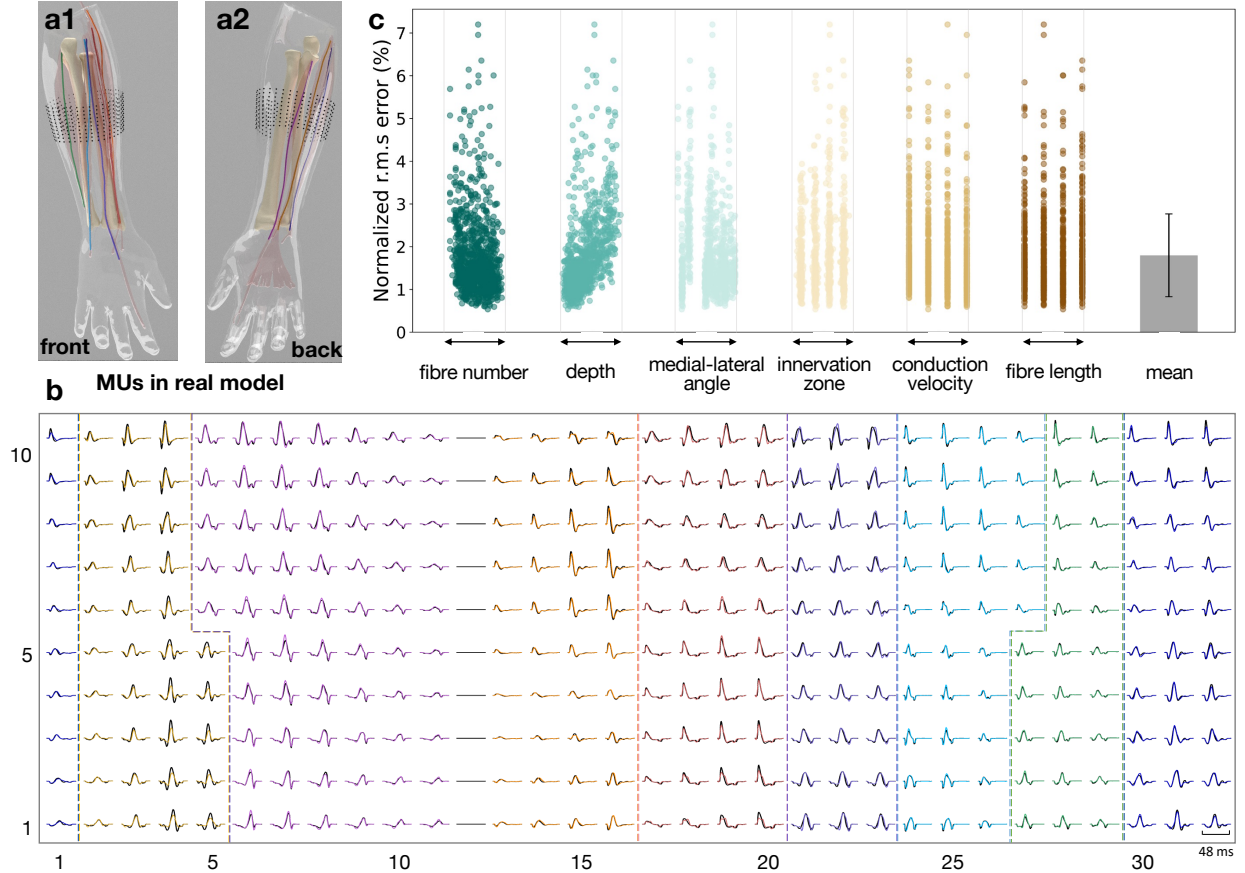 a1
a2
front
back
MUs in real model
c
Normalized r.m.s error (%)
7
6
5
4
3
2
1
0
fibre number
depth
medial-lateral
angle
innervation
zone
conduction
velocity
fibre length
mean
b
10
5
1
1
5
10
15
20
25
30
48 ms